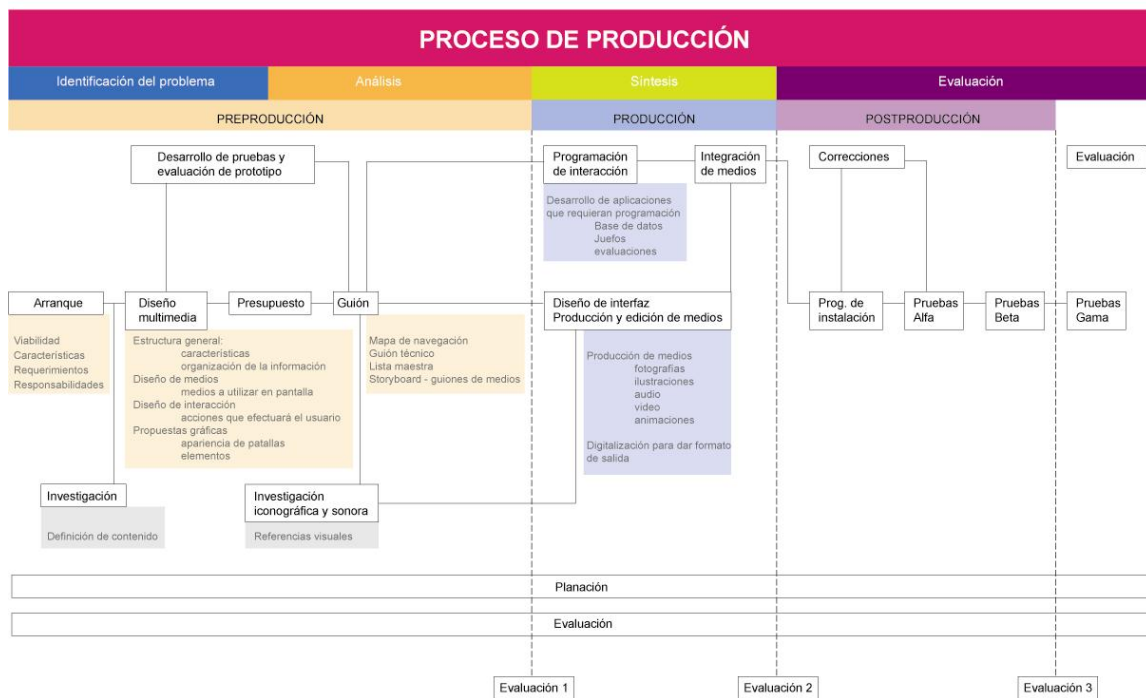 PROCESO DE PRODUCCIÓN
Identificación del problema
Análisis
Síntesis
Evaluación
PREPRODUCCIÓN
PRODUCCIÓN
POSTPRODUCCIÓN
Desarrollo de pruebas y
evaluación de prototipo
Programación
de interacción
Integración
de medios
Correcciones
Evaluación
Desarrollo de aplicaciones
que requieran programación
Base de datos
Juefos
evaluaciones
Arranque
Diseño
multimedia
Presupuesto
Guión
Diseño de interfaz
Producción y edición de medios
Prog. de
instalación
Pruebas
Alfa
Pruebas
Beta
Pruebas
Gama
Viabilidad
Características
Requerimientos
Responsabilidades
Estructura general:
características
organización de la información
Diseño de medios
medios a utilizar en pantalla
Diseño de interacción
acciones que efectuará el usuario
Propuestas gráficas
apariencia de patallas
elementos
Mapa de navegación
Guión técnico
Lista maestra
Storyboard - guiones de medios
Producción de medios
fotografías
ilustraciones
audio
video
animaciones
Digitalización para dar formato
de salida
Investigación
Definición de contenido
Investigación
iconográfica y sonora
Referencias visuales
Planación
Evaluación
Evaluación 1
Evaluación 2
Evaluación 3